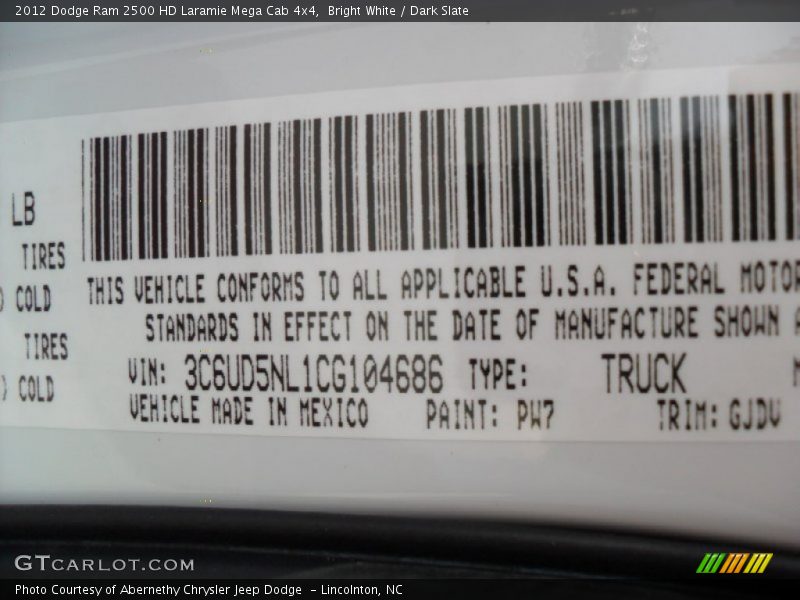 2012 Dodge Ram 2500 HD Laramie Mega Cab 4x4, Bright White / Dark Slate
LB
TIRES
COLD
TIRES
COLD
THIS VEHICLE CONFORMS TO ALL APPLICABLE U.S.A. FEDERAL MOTOR
STANDARDS IN EFFECT ON THE DATE OF MANUFACTURE SHOWN
VIN: 3C6UD5NL1CG104686 TYPE: TRUCK
VEHICLE MADE IN MEXICO PAINT: PW7 TRIM: GJDV
GTCARLOT.COM
Photo Courtesy of Abernethy Chrysler Jeep Dodge - Lincolnton, NC